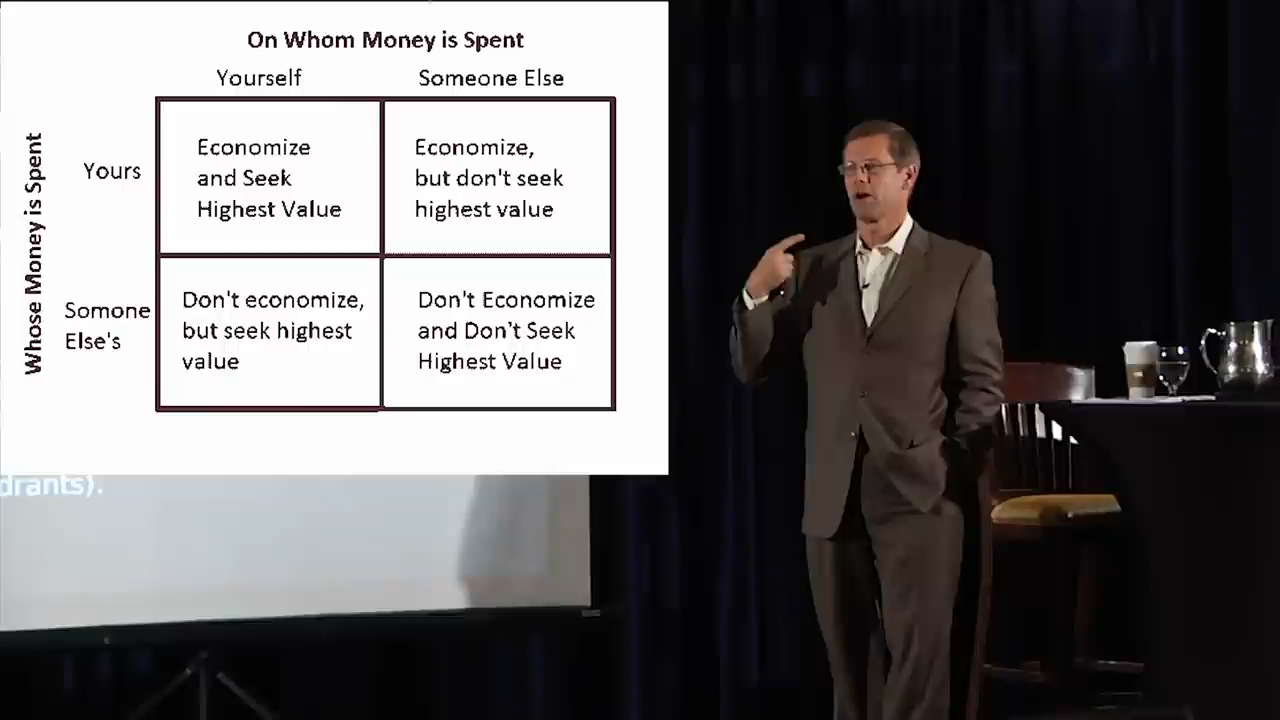 On Whom Money is Spent
Yourself
Someone Else
Whose Money is Spent
Yours
Economize
and Seek
Highest Value
Economize,
but don't seek
highest value
Somone
Else's
Don't economize,
but seek highest
value
Don't Economize
and Don't Seek
Highest Value
drants).